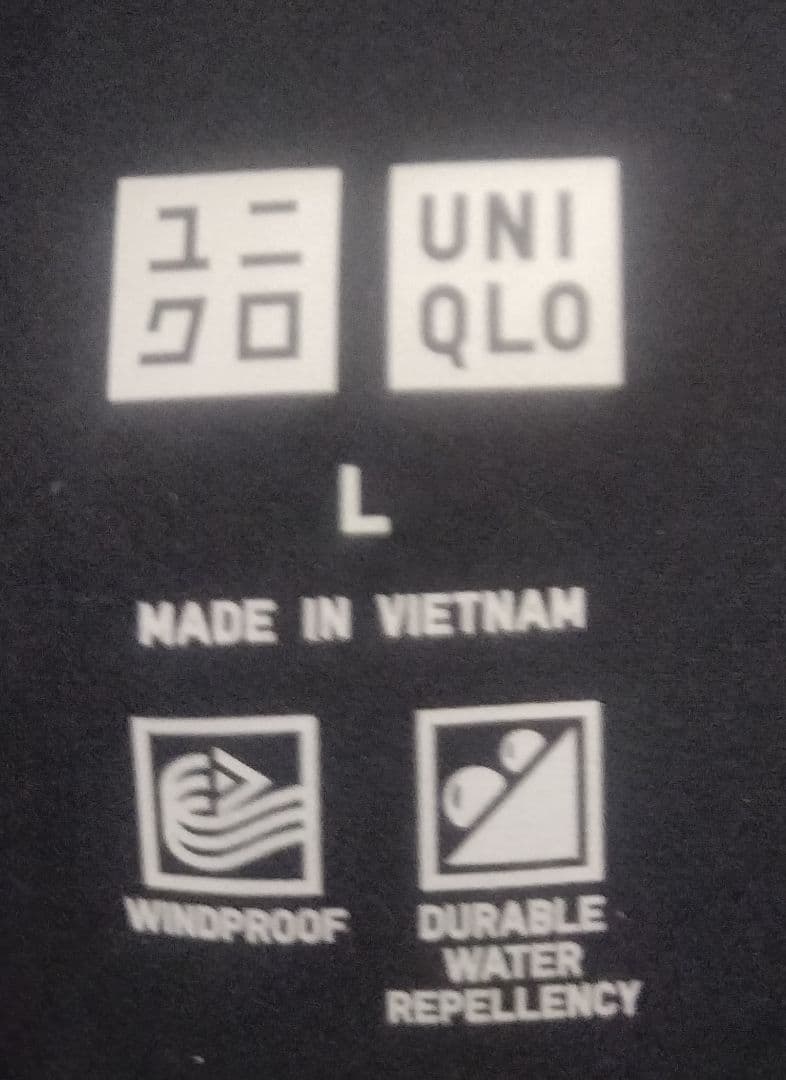 ユニ
クロ
UNI
QLO
L
MADE IN VIETNAM
WINDPROOF
DURABLE
WATER
REPELLENCY